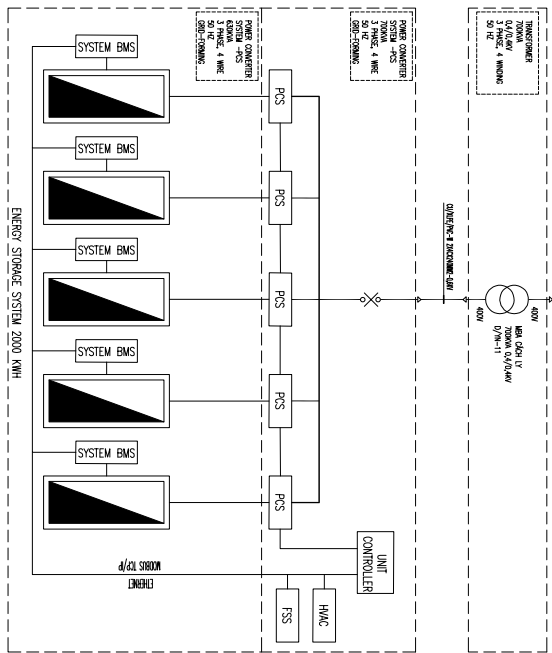 SYSTEM BMS
SYSTEM BMS
SYSTEM BMS
SYSTEM BMS
SYSTEM BMS
ENERGY STORAGE SYSTEM 2000 KWH
POWER CONVERTER
SYSTEM -PCS
630KVA
3 PHASE, 4 WIRE
50 HZ
GRID-FORMING
PCS
PCS
PCS
PCS
PCS
POWER CONVERTER
SYSTEM -PCS
700KVA
3 PHASE, 4 WIRE
50 HZ
GRID-FORMING
TRANSFORMER
700KVA
0,4/0,4KV
3 PHASE, 4 WINDING
50 HZ
400V
400V
MBA CÁCH LY
700KVA 0,4/0,4KV
D/YN-11
MODBUS TCP/IP
ETHERNET
UNIT
CONTROLLER
FSS
HVAC